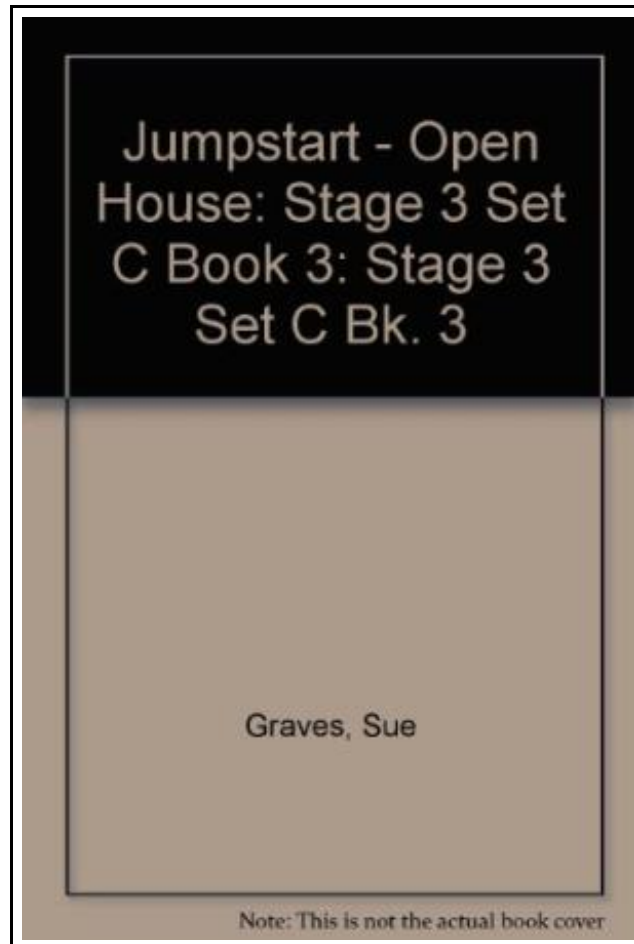 Jumpstart - Open
House: Stage 3 Set
C Book 3: Stage 3
Set C Bk. 3
Graves, Sue
Note: This is not the actual book cover